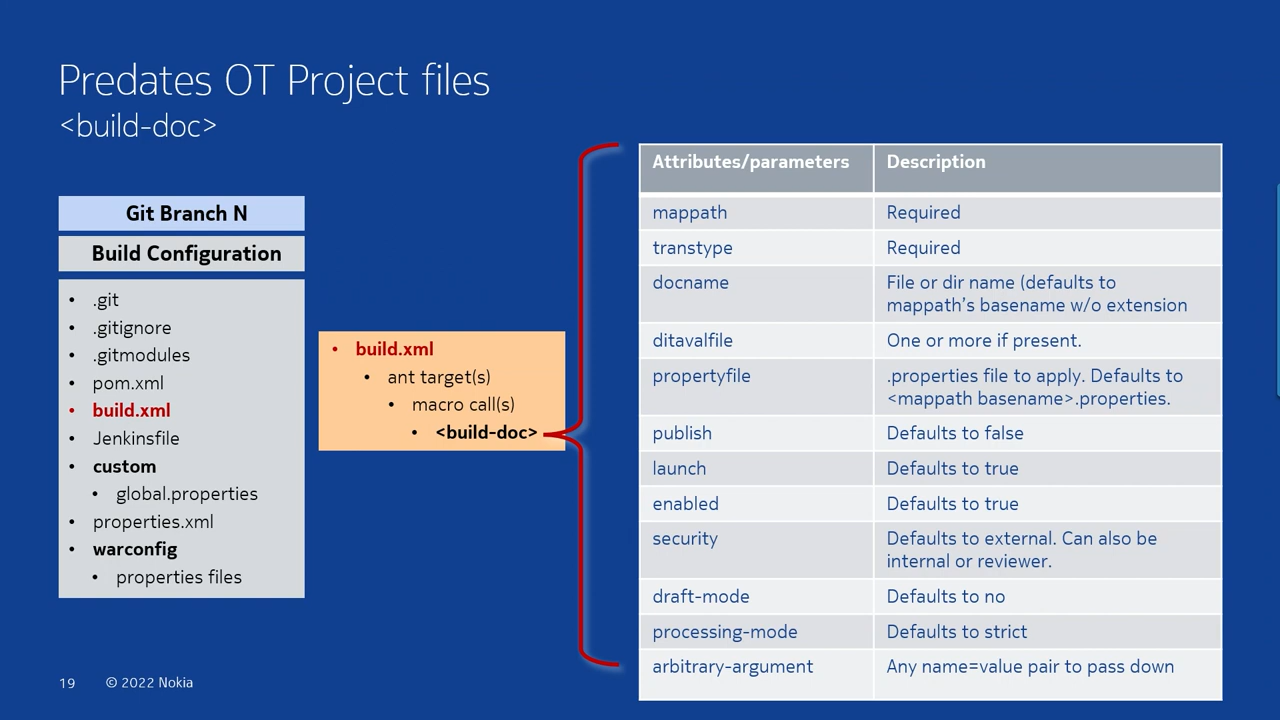 Predates OT Project files
<build-doc>
Git Branch N
Build Configuration
• .git
• .gitignore
• .gitmodules
• pom.xml
• build.xml
• Jenkinsfile
• custom
• global.properties
• properties.xml
• warconfig
• properties files
• build.xml
• ant target(s)
• macro call(s)
• <build-doc>
Attributes/parameters Description
mappath Required
transtype Required
docname File or dir name (defaults to
mappath's basename w/o extension
ditavalfile One or more if present.
propertyfile .properties file to apply. Defaults to
<mappath basename>.properties.
publish Defaults to false
launch Defaults to true
enabled Defaults to true
security Defaults to external. Can also be
internal or reviewer.
draft-mode Defaults to no
processing-mode Defaults to strict
arbitrary-argument Any name=value pair to pass down
19 © 2022 Nokia